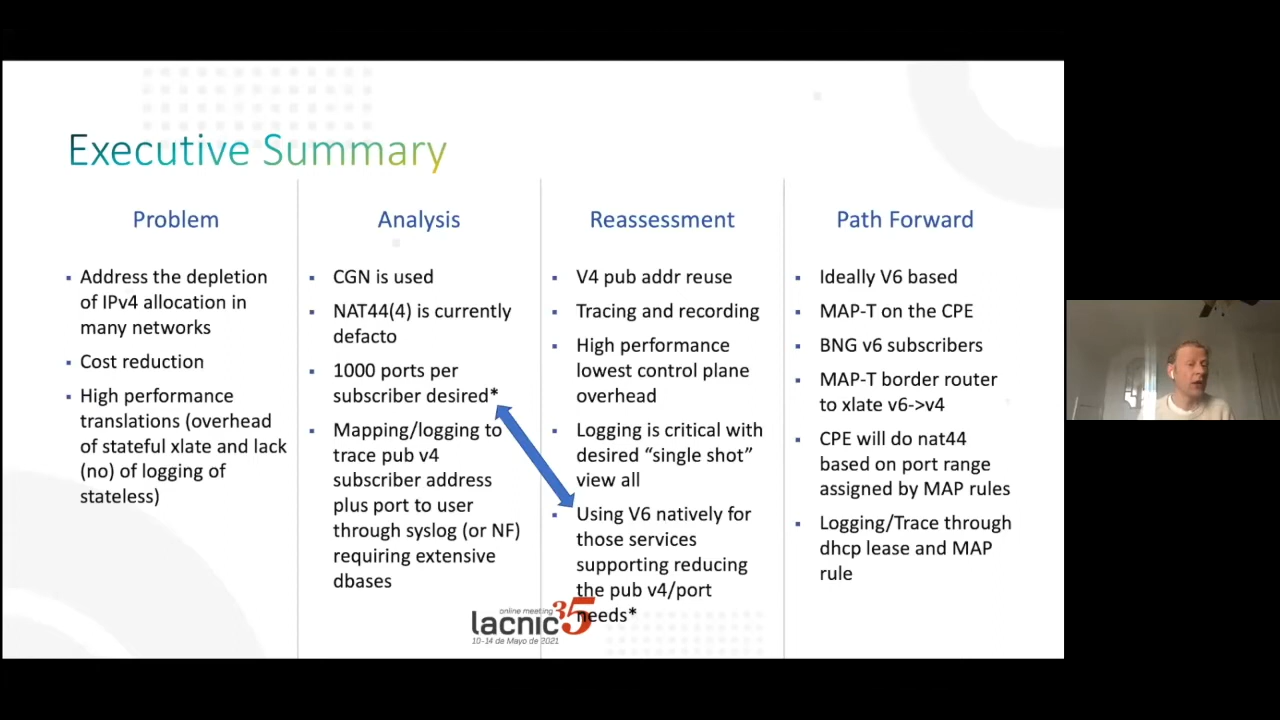 Executive Summary
Problem
Address the depletion
of IPv4 allocation in
many networks
Cost reduction
High performance
translations (overhead
of stateful xlate and lack
(no) of logging of
stateless)
Analysis
CGN is used
NAT44(4) is currently
defacto
1000 ports per
subscriber desired*
Mapping/logging to
trace pub v4
subscriber address
plus port to user
through syslog (or NF)
requiring extensive
dbases
Reassessment
V4 pub addr reuse
Tracing and recording
High performance
lowest control plane
overhead
Logging is critical with
desired “single shot”
view all
Using V6 natively for
those services
supporting reducing
the pub v4/port
needs*
Path Forward
Ideally V6 based
MAP-T on the CPE
BNG v6 subscribers
MAP-T border router
to xlate v6->v4
CPE will do nat44
based on port range
assigned by MAP rules
Logging/Trace through
dhcp lease and MAP
rule
online meeting
lacnic35
10-14 de Mayo de 2021